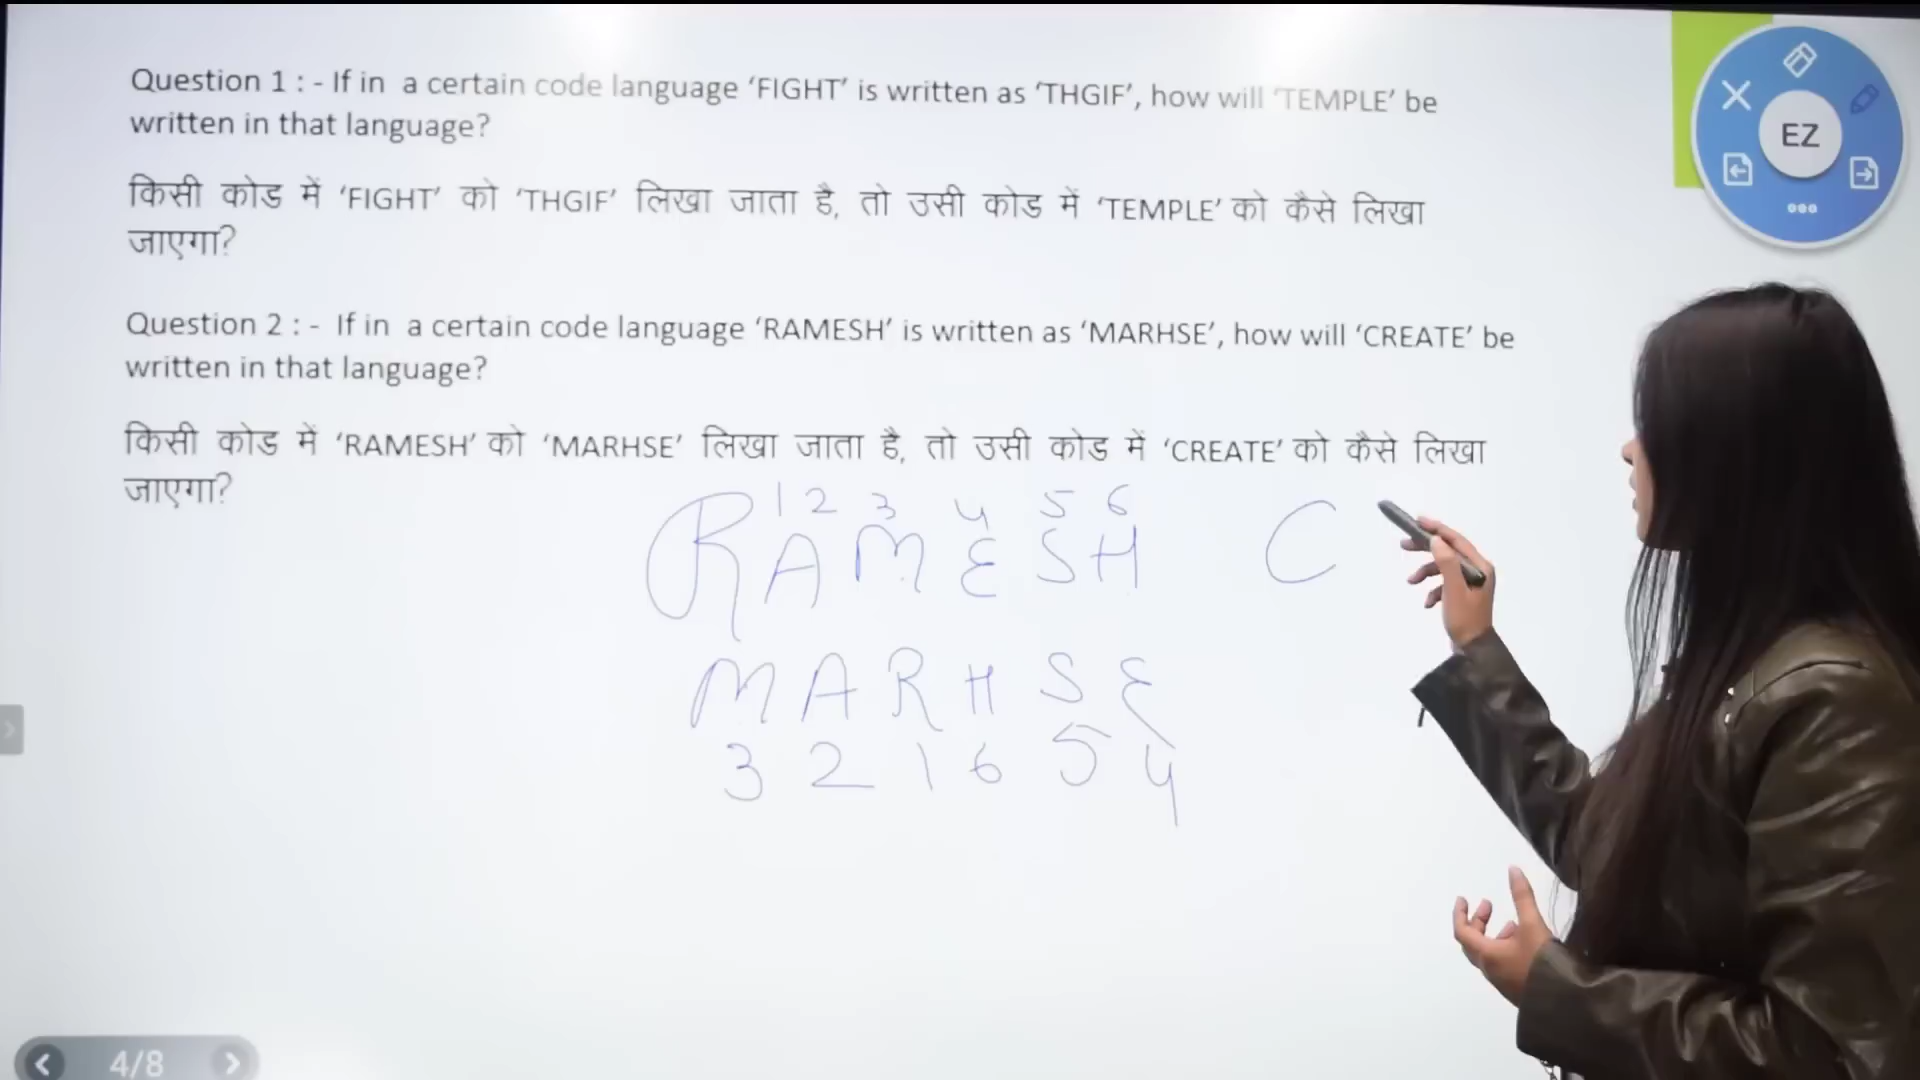 Question 1 : - If in a certain code language ‘FIGHT’ is written as ‘THGIF’, how will ‘TEMPLE’ be
written in that language?
किसी कोड में ‘FIGHT’ को ‘THGIF’ लिखा जाता है, तो उसी कोड में ‘TEMPLE’ को कैसे लिखा
जाएगा?
Question 2 : - If in a certain code language ‘RAMESH’ is written as ‘MARHSE’, how will ‘CREATE’ be
written in that language?
किसी कोड में ‘RAMESH’ को ‘MARHSE’ लिखा जाता है, तो उसी कोड में ‘CREATE’ को कैसे लिखा
जाएगा?
1 2 3 4 5 6
RAMESH C
MARHSE
3 2 1 6 5 4
EZ
4/8